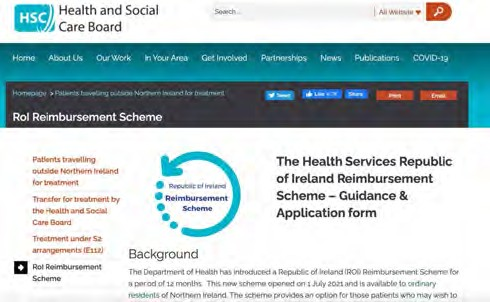 HSC Health and Social
Care Board
Search ...
All Website
Home About Us Our Work In Your Area Get Involved Partnerships News Publications COVID-19
Homepage > Patients travelling outside Northern Ireland for treatment
Tweet Like Share Print Email
RoI Reimbursement Scheme
Patients travelling
outside Northern Ireland
for treatment
Transfer for treatment by
the Health and Social
Care Board
Treatment under S2
arrangements (E112)
RoI Reimbursement
Scheme
Republic of Ireland
Reimbursement
Scheme
The Health Services Republic
of Ireland Reimbursement
Scheme – Guidance &
Application form
Background
The Department of Health has introduced a Republic of Ireland (ROI) Reimbursement Scheme for
a period of 12 months. This new scheme opened on 1 July 2021 and is available to ordinary
residents of Northern Ireland. The scheme provides an option for those patients who may wish to